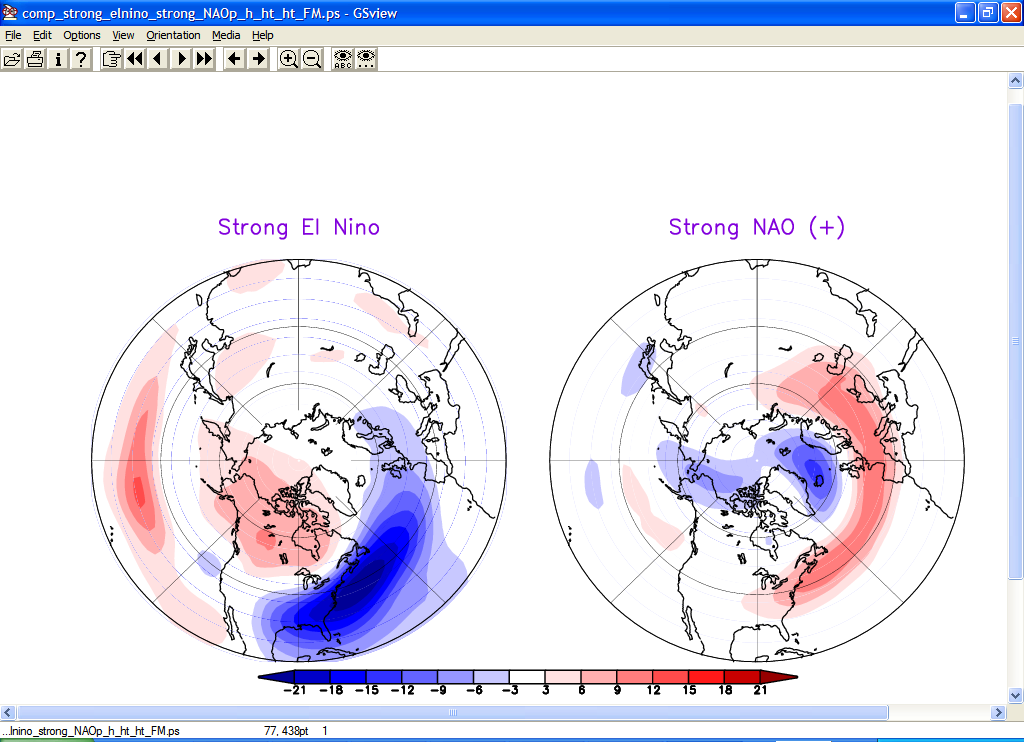 comp_strong_elnino_strong_NAOp_h_ht_ht_FM.ps - GSview
File Edit Options View Orientation Media Help
ABC
Strong El Nino
Strong NAO (+)
-21 -18 -15 -12 -9 -6 -3 3 6 9 12 15 18 21
...lnino_strong_NAOp_h_ht_ht_FM.ps 77, 438pt 1